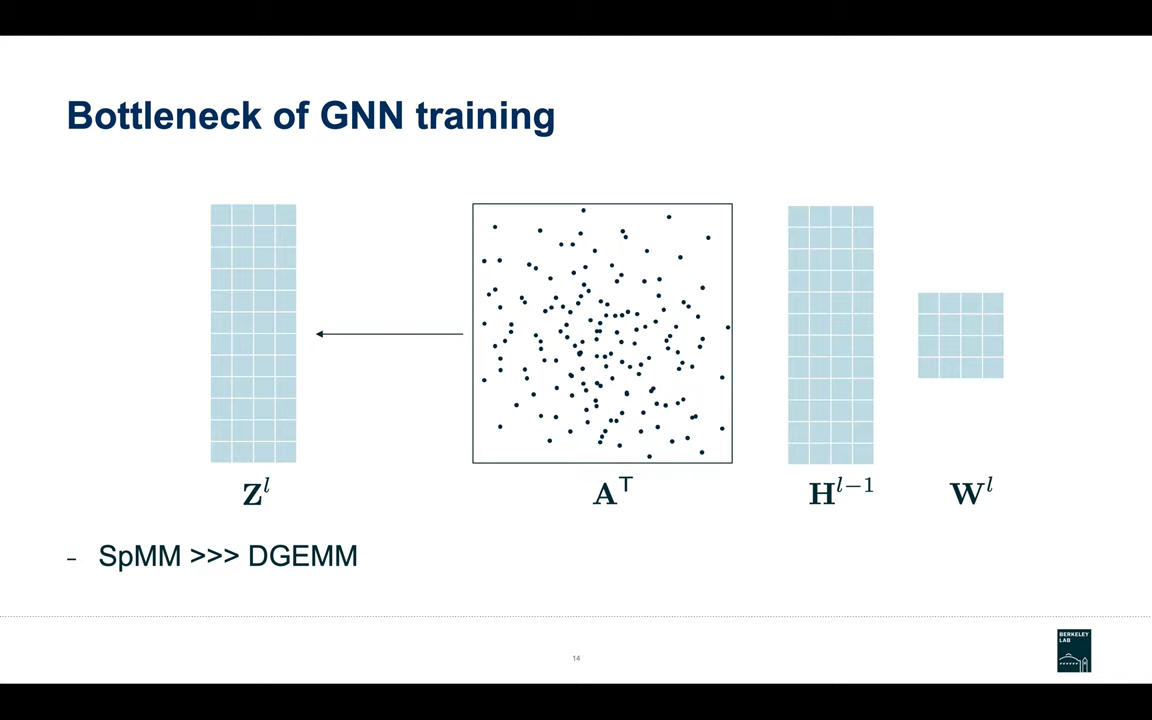 Bottleneck of GNN training
Z^l
A^T
H^{l-1}
W^l
- SpMM >>> DGEMM
14
BERKELEY
LAB